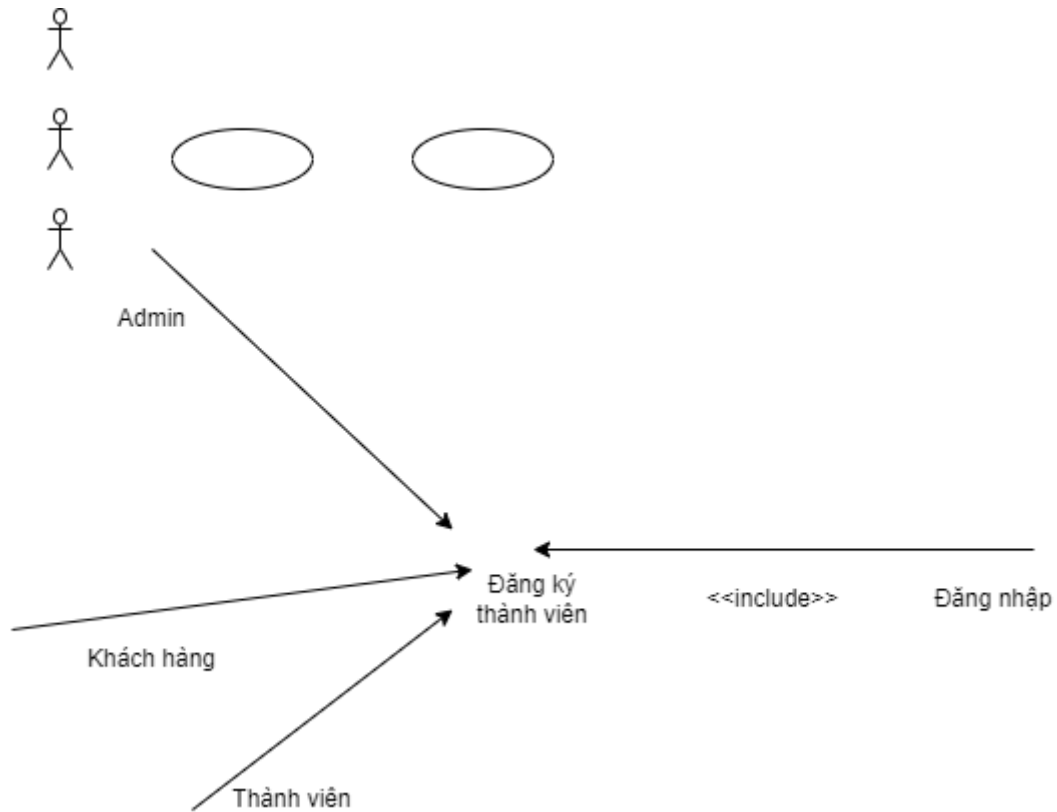 Admin
Đăng ký
thành viên
<<include>>
Đăng nhập
Khách hàng
Thành viên